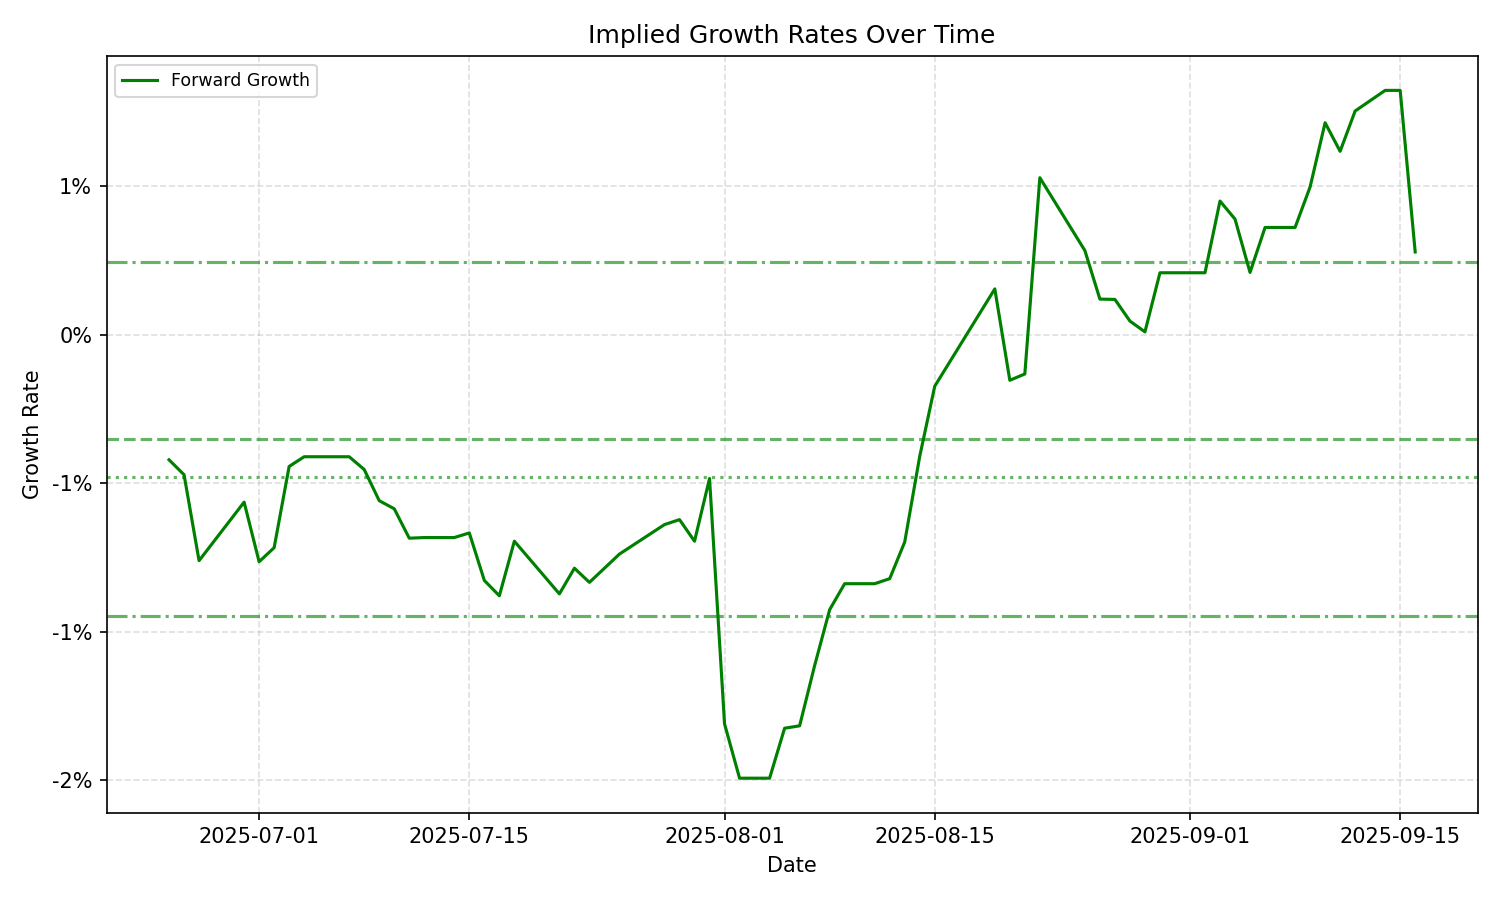 Implied Growth Rates Over Time
Forward Growth
Growth Rate
1%
0%
-1%
-1%
-2%
2025-07-01
2025-07-15
2025-08-01
2025-08-15
2025-09-01
2025-09-15
Date